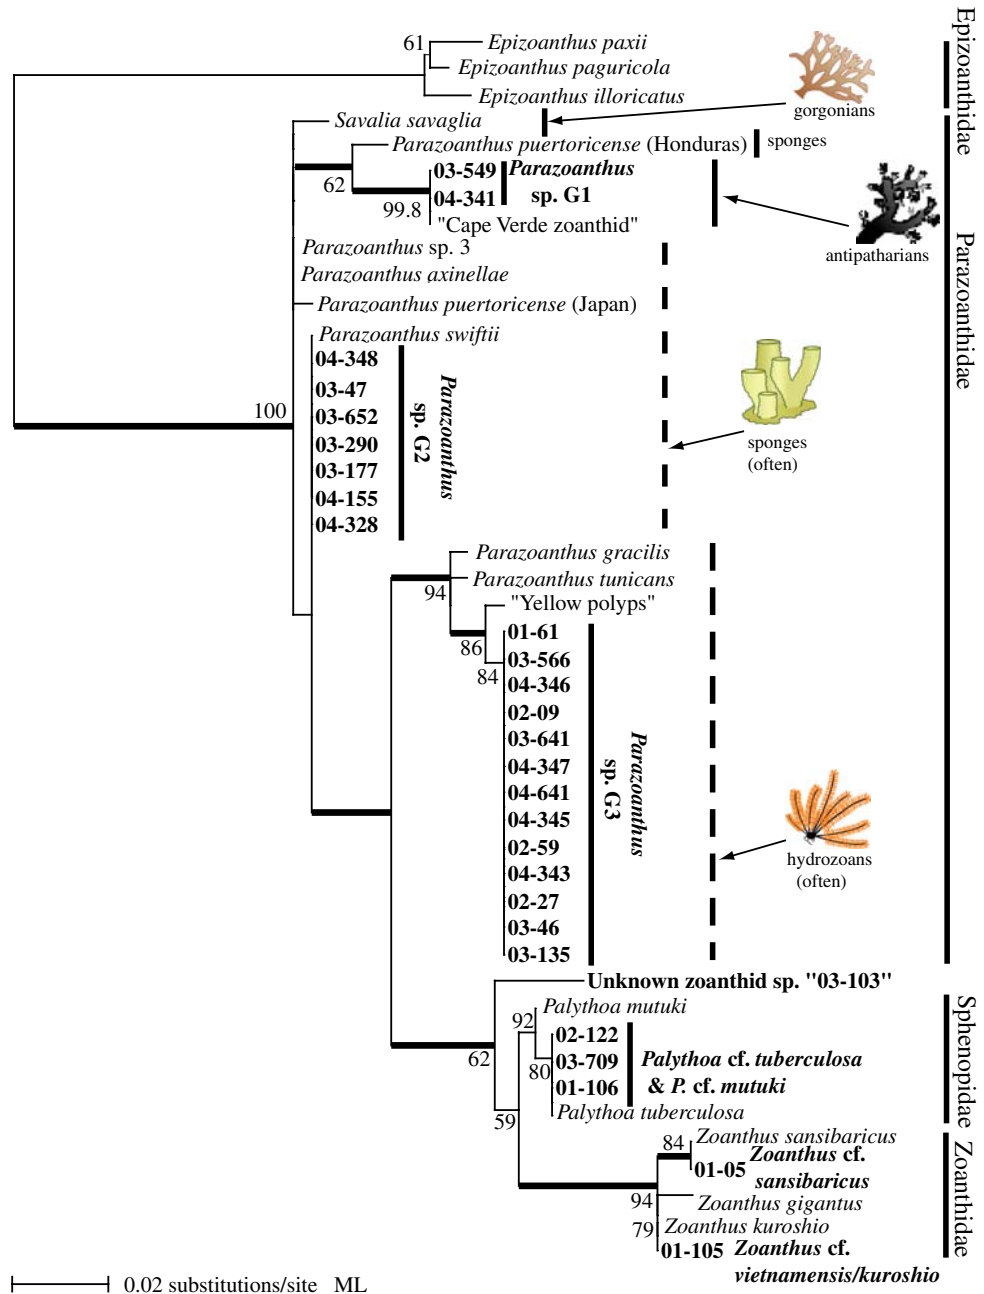 61
Epizoanthus paxii
Epizoanthus paguricola
Epizoanthus illoricatus
Epizoanthidae
gorgonians
Savalia savaglia
Parazoanthus puertoricense (Honduras)
sponges
62
03-549
04-341
Parazoanthus
sp. G1
99.8
"Cape Verde zoanthid"
antipatharians
Parazoanthidae
Parazoanthus sp. 3
Parazoanthus axinellae
Parazoanthus puertoricense (Japan)
Parazoanthus swiftii
100
04-348
03-47
03-652
03-290
03-177
04-155
04-328
Parazoanthus
sp. G2
sponges
(often)
Parazoanthus gracilis
94
Parazoanthus tunicans
"Yellow polyps"
86
84
01-61
03-566
04-346
02-09
03-641
04-347
04-641
04-345
02-59
04-343
02-27
03-46
03-135
Parazoanthus
sp. G3
hydrozoans
(often)
Unknown zoanthid sp. "03-103"
62
92
Palythoa mutuki
02-122
03-709
01-106
80
Palythoa cf. tuberculosa
& P. cf. mutuki
Palythoa tuberculosa
Sphenopidae
59
84
Zoanthus sansibaricus
01-05
Zoanthus cf.
sansibaricus
94
Zoanthus gigantus
79
Zoanthus kuroshio
01-105
Zoanthus cf.
vietnamensis/kuroshio
Zoanthidae
0.02 substitutions/site ML